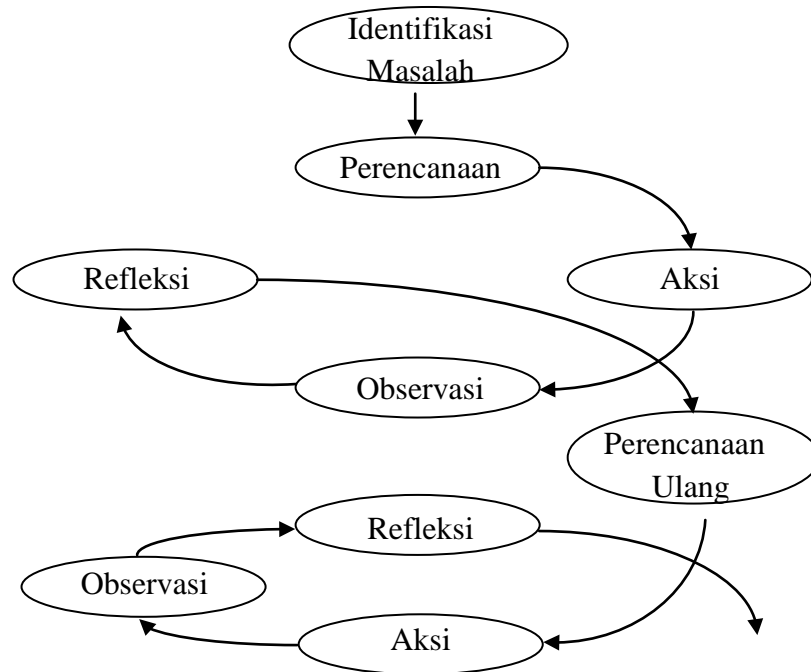 Identifikasi
Masalah
Perencanaan
Refleksi
Aksi
Observasi
Perencanaan
Ulang
Refleksi
Observasi
Aksi